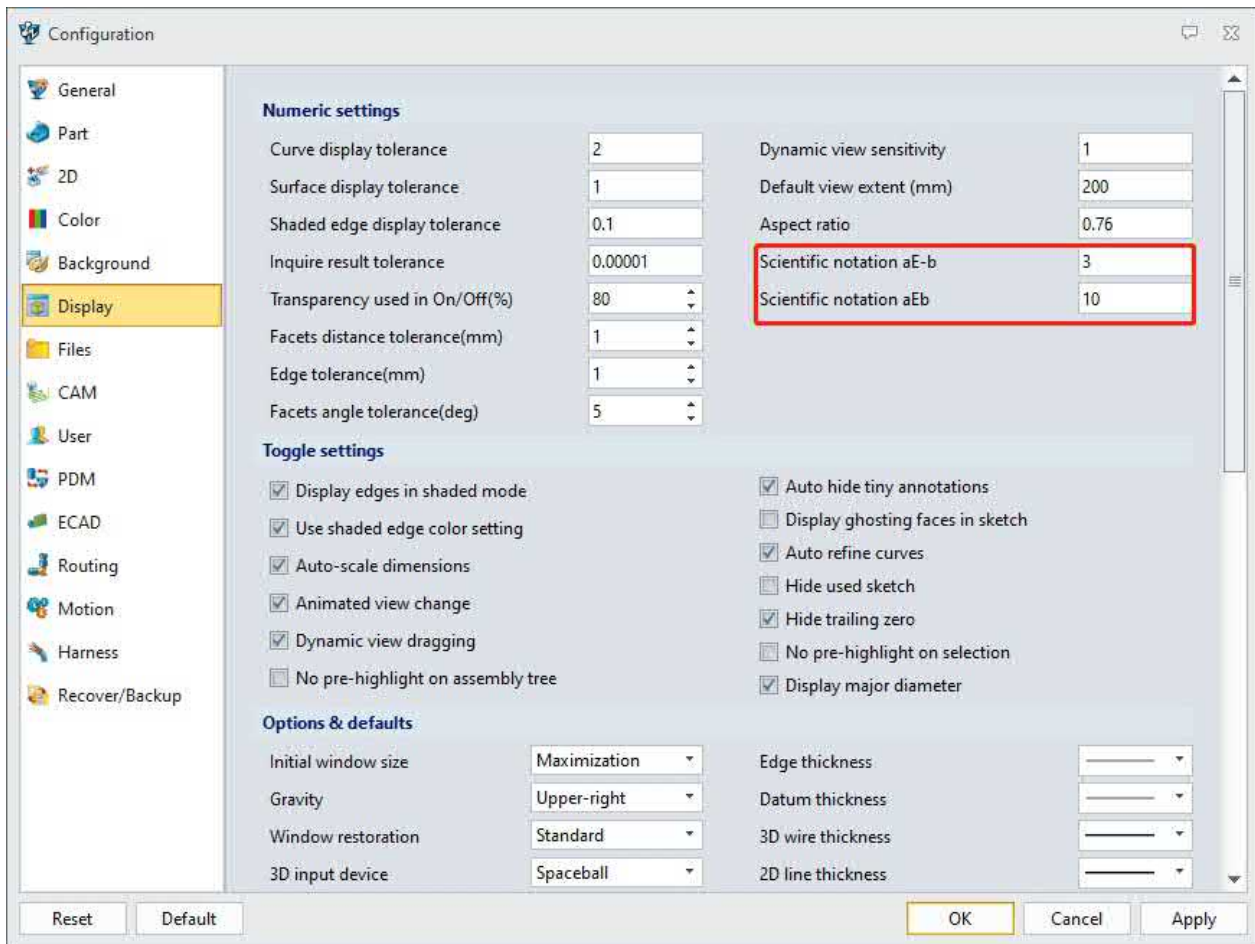 Configuration
General
Part
2D
Color
Background
Display
Files
CAM
User
PDM
ECAD
Routing
Motion
Harness
Recover/Backup
Numeric settings
Curve display tolerance 2
Surface display tolerance 1
Shaded edge display tolerance 0.1
Inquire result tolerance 0.00001
Transparency used in On/Off(%) 80
Facets distance tolerance(mm) 1
Edge tolerance(mm) 1
Facets angle tolerance(deg) 5
Dynamic view sensitivity 1
Default view extent (mm) 200
Aspect ratio 0.76
Scientific notation aE-b 3
Scientific notation aEb 10
Toggle settings
Display edges in shaded mode
Use shaded edge color setting
Auto-scale dimensions
Animated view change
Dynamic view dragging
No pre-highlight on assembly tree
Auto hide tiny annotations
Display ghosting faces in sketch
Auto refine curves
Hide used sketch
Hide trailing zero
No pre-highlight on selection
Display major diameter
Options & defaults
Initial window size Maximization
Gravity Upper-right
Window restoration Standard
3D input device Spaceball
Edge thickness
Datum thickness
3D wire thickness
2D line thickness
Reset Default OK Cancel Apply